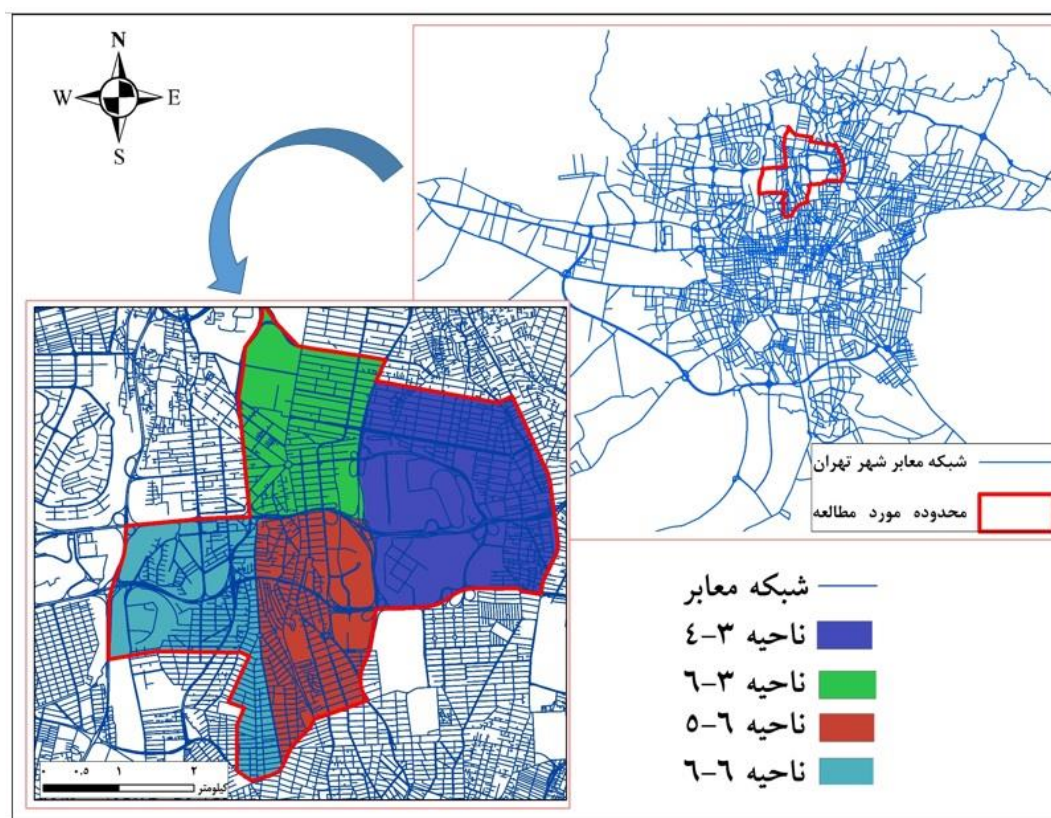 N
W E
S
شبکه معابر شهر تهران
محدوده مورد مطالعه
شبکه معابر
ناحیه ۳-۴
ناحیه ۳-۶
ناحیه ۶-۵
ناحیه ۶-۶
۰ ۰.۵ ۱ ۲
کیلومتر